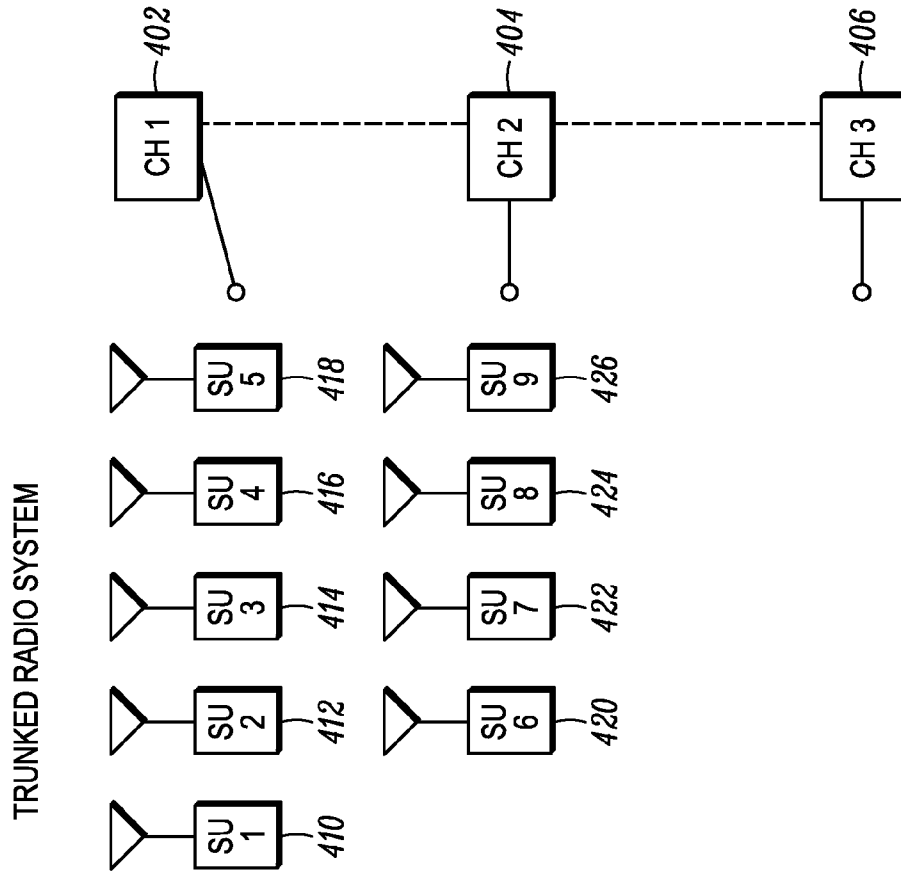 TRUNKED RADIO SYSTEM
SU 1
410
SU 2
412
SU 3
414
SU 4
416
SU 5
418
CH 1
402
SU 6
420
SU 7
422
SU 8
424
SU 9
426
CH 2
404
CH 3
406